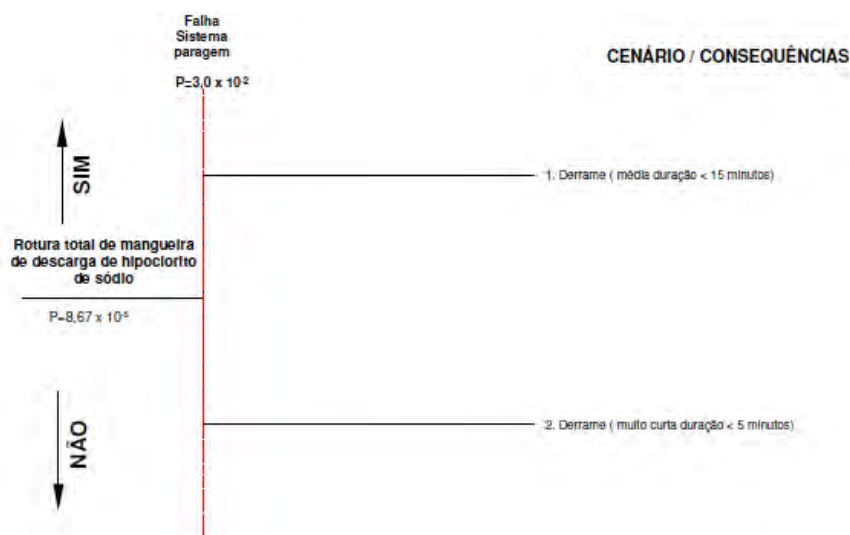 Falha
Sistema
paragem
P=3,0 x 10⁻²
CENÁRIO / CONSEQUÊNCIAS
SIM
1. Derrame ( média duração < 15 minutos)
Rotura total de mangueira
de descarga de hipoclorito
de sódio
P=8,67 x 10⁻⁵
NÃO
2. Derrame ( muito curta duração < 5 minutos)